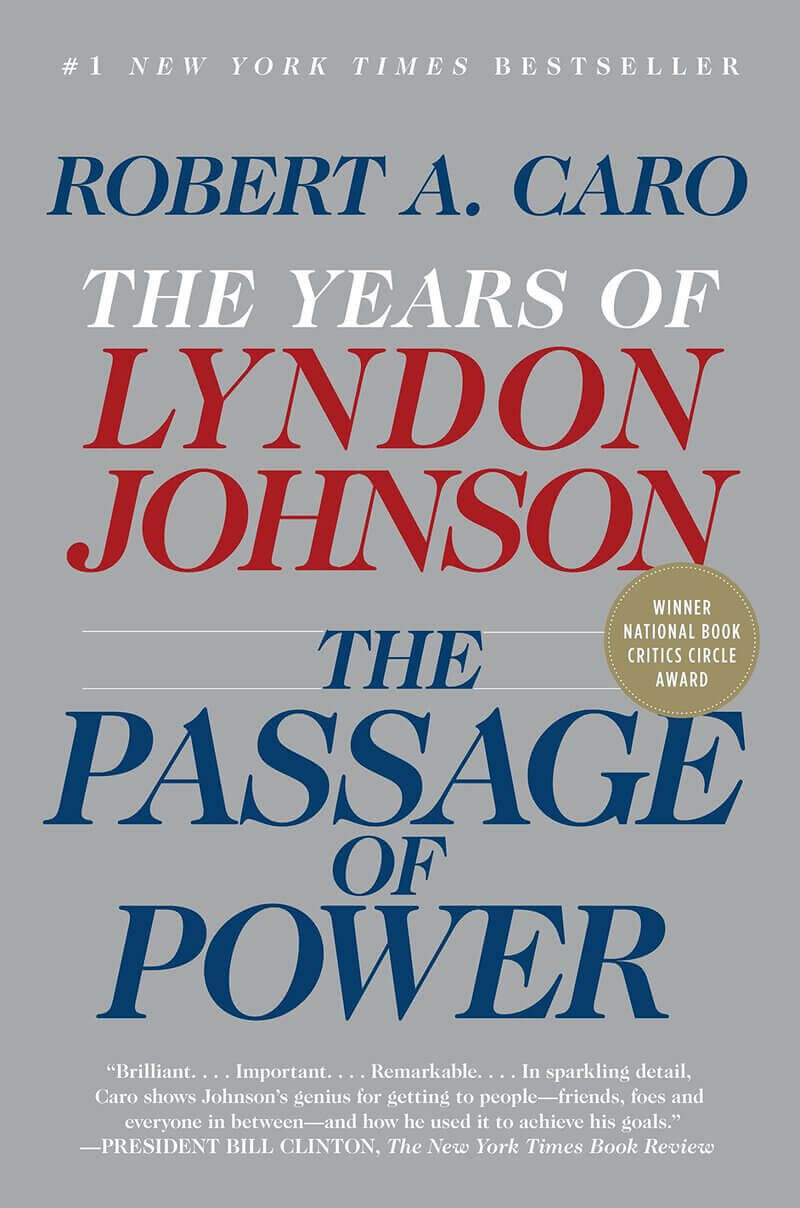 #1 NEW YORK TIMES BESTSELLER
ROBERT A. CARO
THE YEARS OF
LYNDON
JOHNSON
WINNER
NATIONAL BOOK
CRITICS CIRCLE
AWARD
THE
PASSAGE
OF
POWER
“Brilliant. . . . Important. . . . Remarkable. . . . In sparkling detail,
Caro shows Johnson’s genius for getting to people—friends, foes and
everyone in between—and how he used it to achieve his goals.”
—PRESIDENT BILL CLINTON, The New York Times Book Review